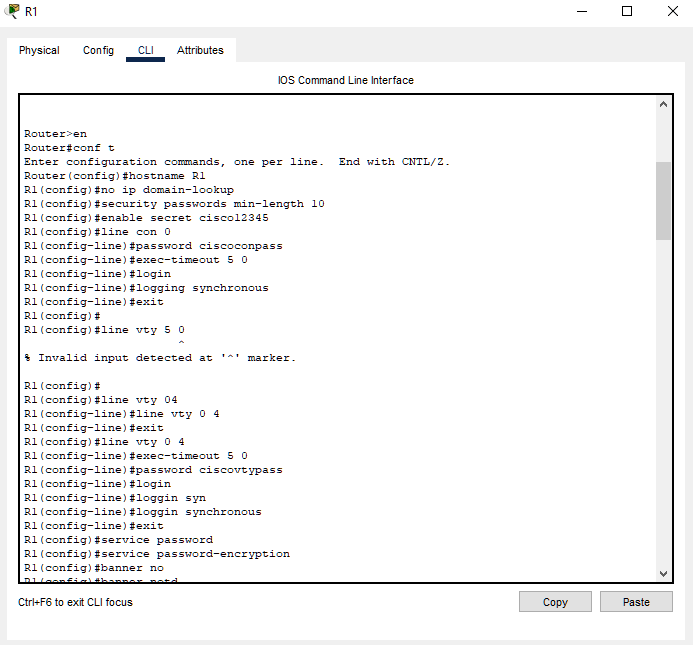 R1
Physical Config CLI Attributes
IOS Command Line Interface
Router>en
Router#conf t
Enter configuration commands, one per line.  End with CNTL/Z.
Router(config)#hostname R1
R1(config)#no ip domain-lookup
R1(config)#security passwords min-length 10
R1(config)#enable secret cisco12345
R1(config)#line con 0
R1(config-line)#password ciscoconpass
R1(config-line)#exec-timeout 5 0
R1(config-line)#login
R1(config-line)#logging synchronous
R1(config-line)#exit
R1(config)#
R1(config)#line vty 5 0
^
% Invalid input detected at '^' marker.
R1(config)#
R1(config)#line vty 04
R1(config-line)#line vty 0 4
R1(config-line)#exit
R1(config)#line vty 0 4
R1(config-line)#exec-timeout 5 0
R1(config-line)#password ciscovtypass
R1(config-line)#login
R1(config-line)#loggin syn
R1(config-line)#loggin synchronous
R1(config-line)#exit
R1(config)#service password
R1(config)#service password-encryption
R1(config)#banner no
R1(config)#banner motd
Ctrl+F6 to exit CLI focus
Copy Paste